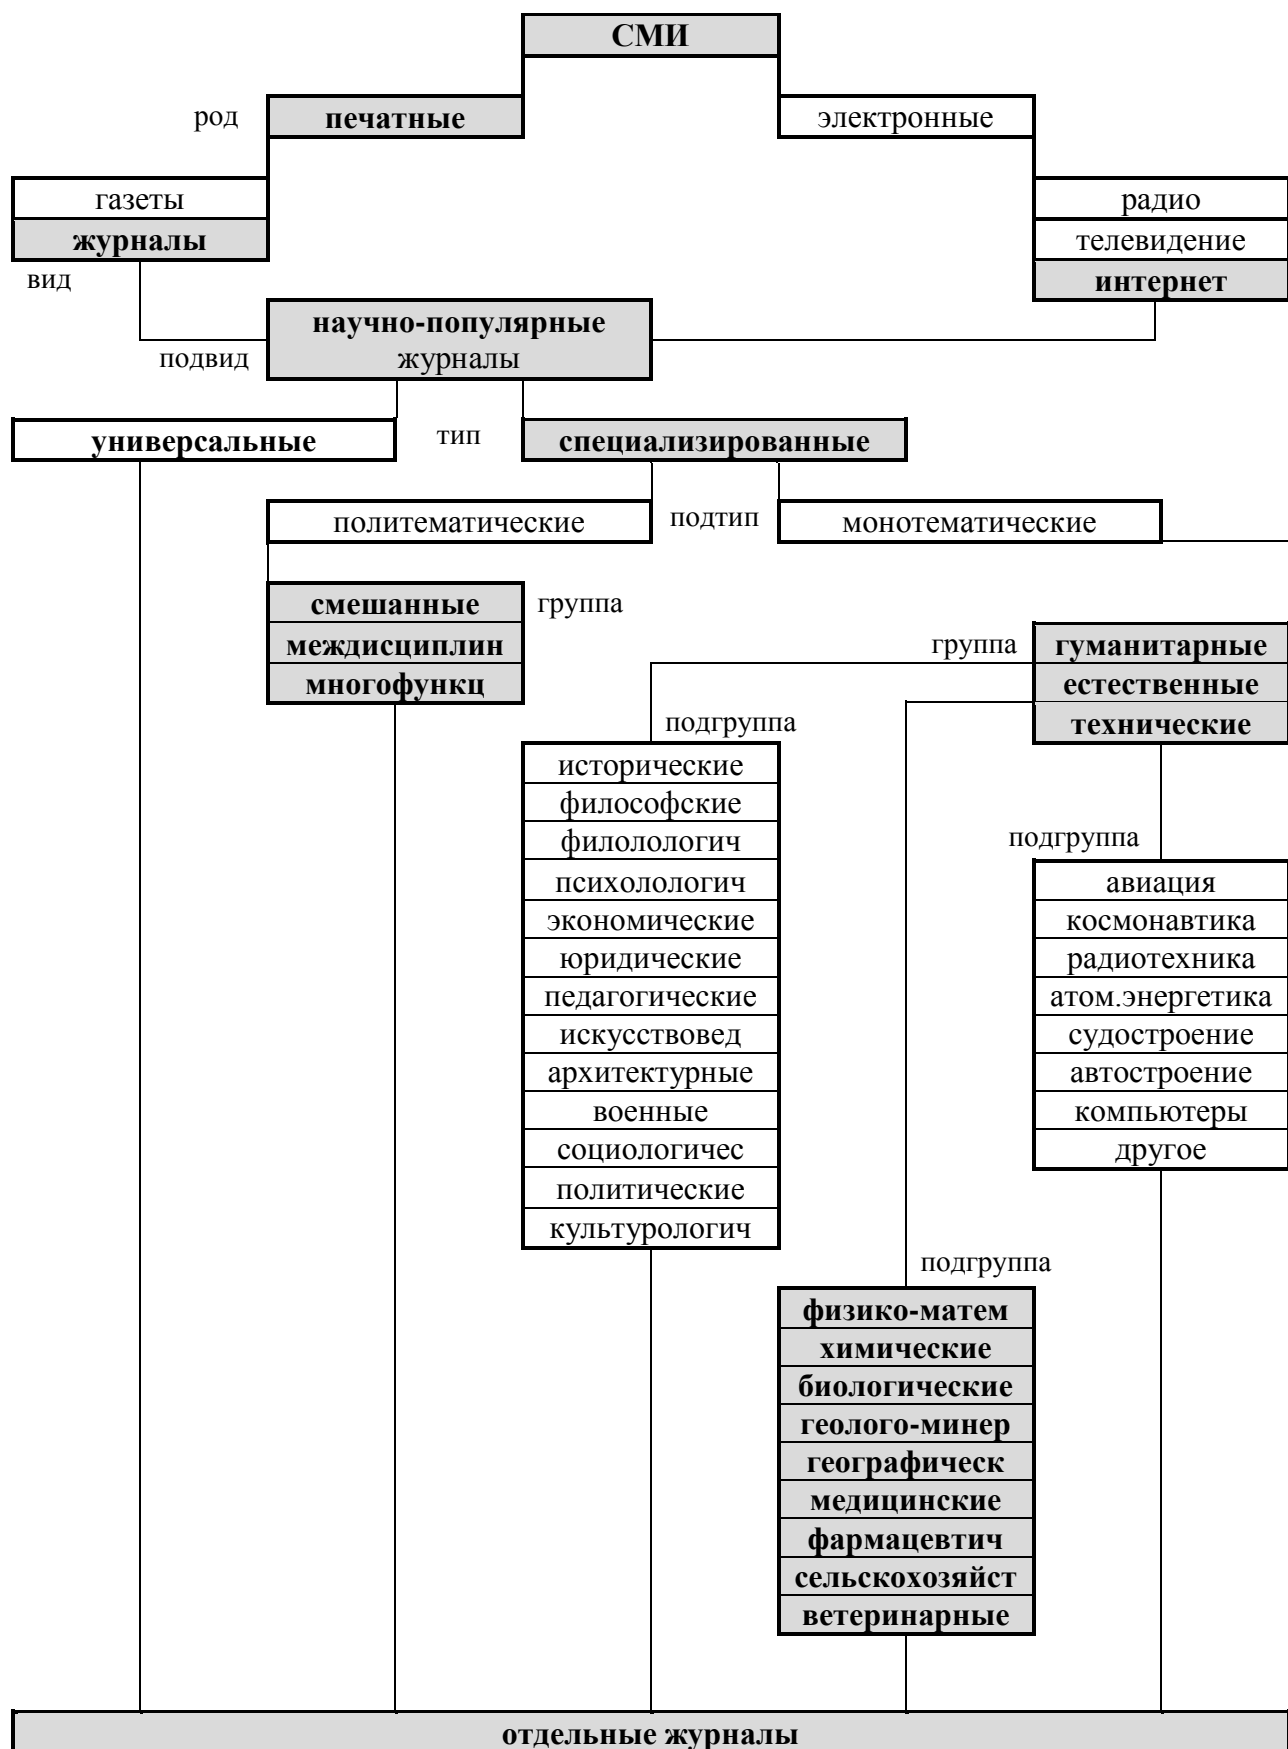 СМИ
род
печатные
электронные
газеты
журналы
вид
радио
телевидение
интернет
научно-популярные
журналы
подвид
универсальные
тип
специализированные
политематические
подтип
монотематические
смешанные
междисциплин
многофункц
группа
группа
гуманитарные
естественные
технические
подгруппа
исторические
философские
филолологич
психолологич
экономические
юридические
педагогические
искусствовед
архитектурные
военные
социологичес
политические
культурологич
подгруппа
авиация
космонавтика
радиотехника
атом.энергетика
судостроение
автостроение
компьютеры
другое
подгруппа
физико-матем
химические
биологические
геолого-минер
географическ
медицинские
фармацевтич
сельскохозяйст
ветеринарные
отдельные журналы